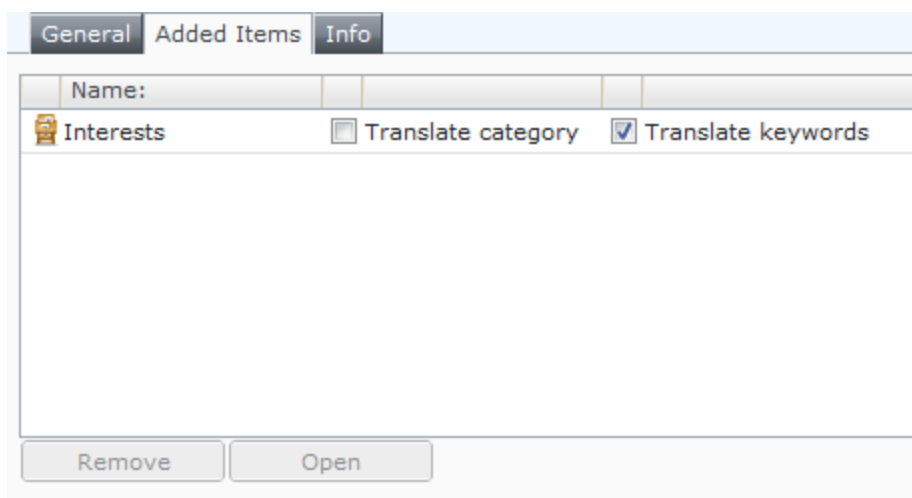 General Added Items Info
Name:
Interests Translate category Translate keywords
Remove Open